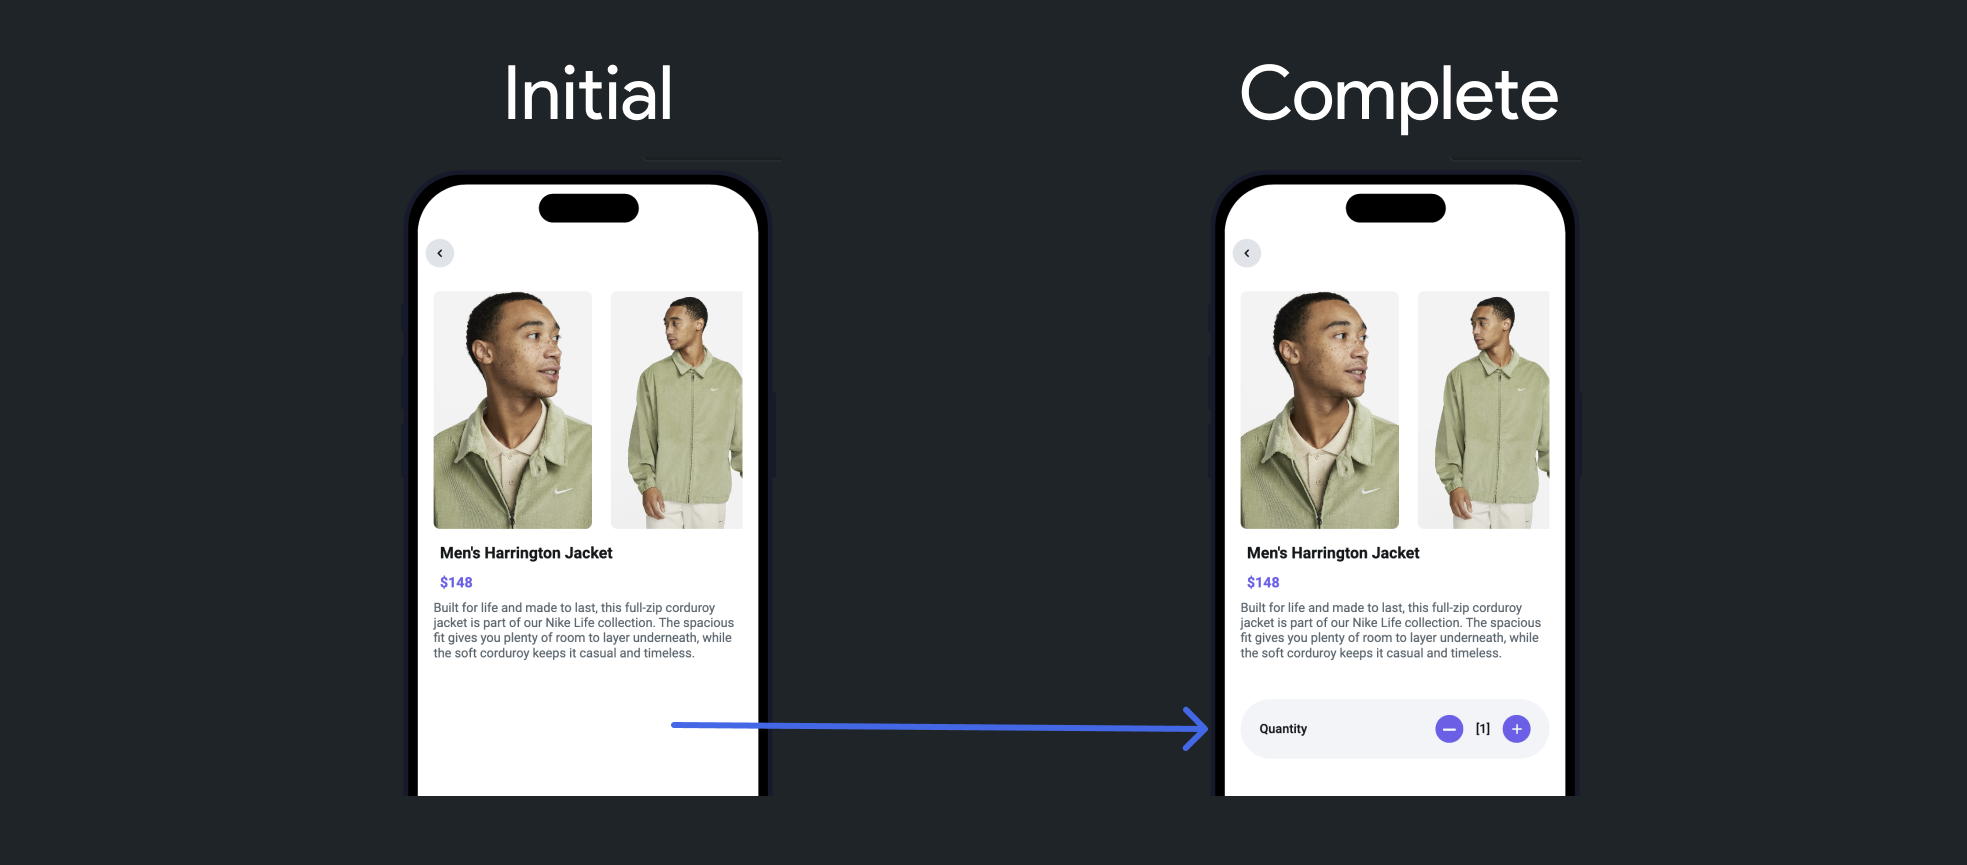 Initial
Complete
Men's Harrington Jacket
$148
Built for life and made to last, this full-zip corduroy
jacket is part of our Nike Life collection. The spacious
fit gives you plenty of room to layer underneath, while
the soft corduroy keeps it casual and timeless.
Men's Harrington Jacket
$148
Built for life and made to last, this full-zip corduroy
jacket is part of our Nike Life collection. The spacious
fit gives you plenty of room to layer underneath, while
the soft corduroy keeps it casual and timeless.
Quantity [1]